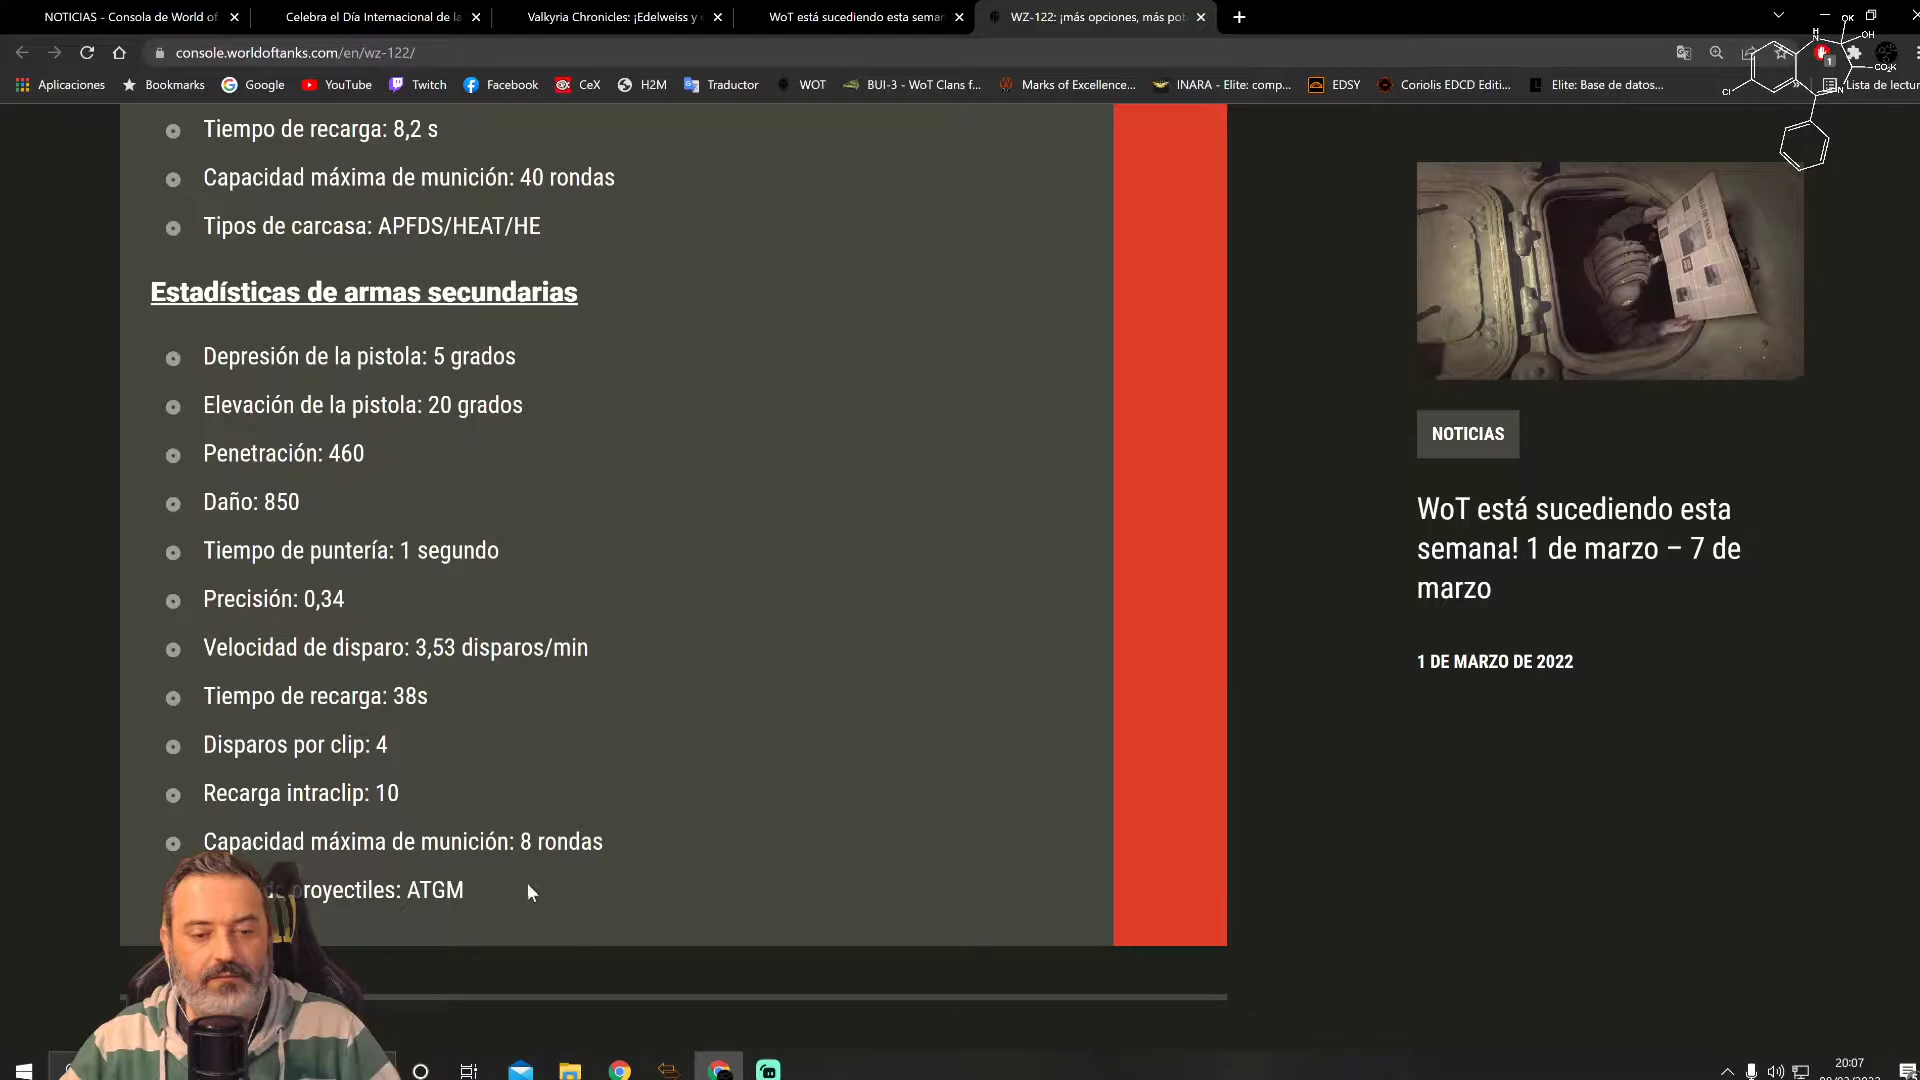 NOTICIAS - Consola de World of
Celebra el Día Internacional de la
Valkyria Chronicles: ¡Edelweiss y
WoT está sucediendo esta seman
WZ-122: ¡más opciones, más pot
console.worldoftanks.com/en/wz-122/
Aplicaciones
Bookmarks
Google
YouTube
Twitch
Facebook
CeX
H2M
Traductor
WOT
BUI-3 - WoT Clans f...
Marks of Excellence...
INARA - Elite: comp...
EDSY
Coriolis EDCD Editi...
Elite: Base de datos...
Lista de lectur
H
N
OK
OH
CO₂K
N
Cl
1
Tiempo de recarga: 8,2 s
Capacidad máxima de munición: 40 rondas
Tipos de carcasa: APFDS/HEAT/HE
Estadísticas de armas secundarias
Depresión de la pistola: 5 grados
Elevación de la pistola: 20 grados
Penetración: 460
Daño: 850
Tiempo de puntería: 1 segundo
Precisión: 0,34
Velocidad de disparo: 3,53 disparos/min
Tiempo de recarga: 38s
Disparos por clip: 4
Recarga intraclip: 10
Capacidad máxima de munición: 8 rondas
proyectiles: ATGM
NOTICIAS
WoT está sucediendo esta
semana! 1 de marzo – 7 de
marzo
1 DE MARZO DE 2022
20:07